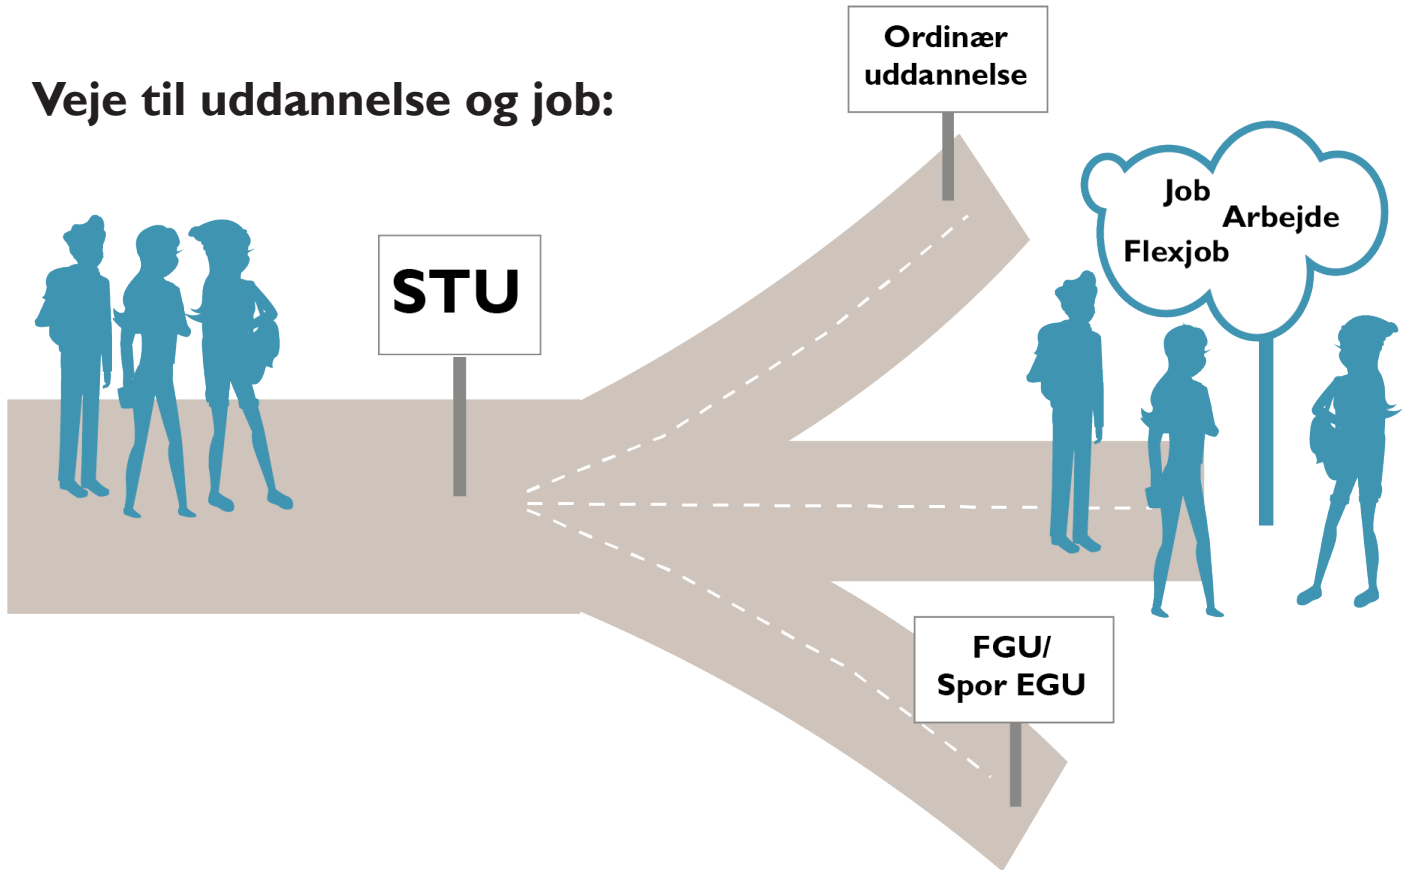 Veje til uddannelse og job:
STU
Ordinær
uddannelse
Job
Arbejde
Flexjob
FGU/
Spor EGU